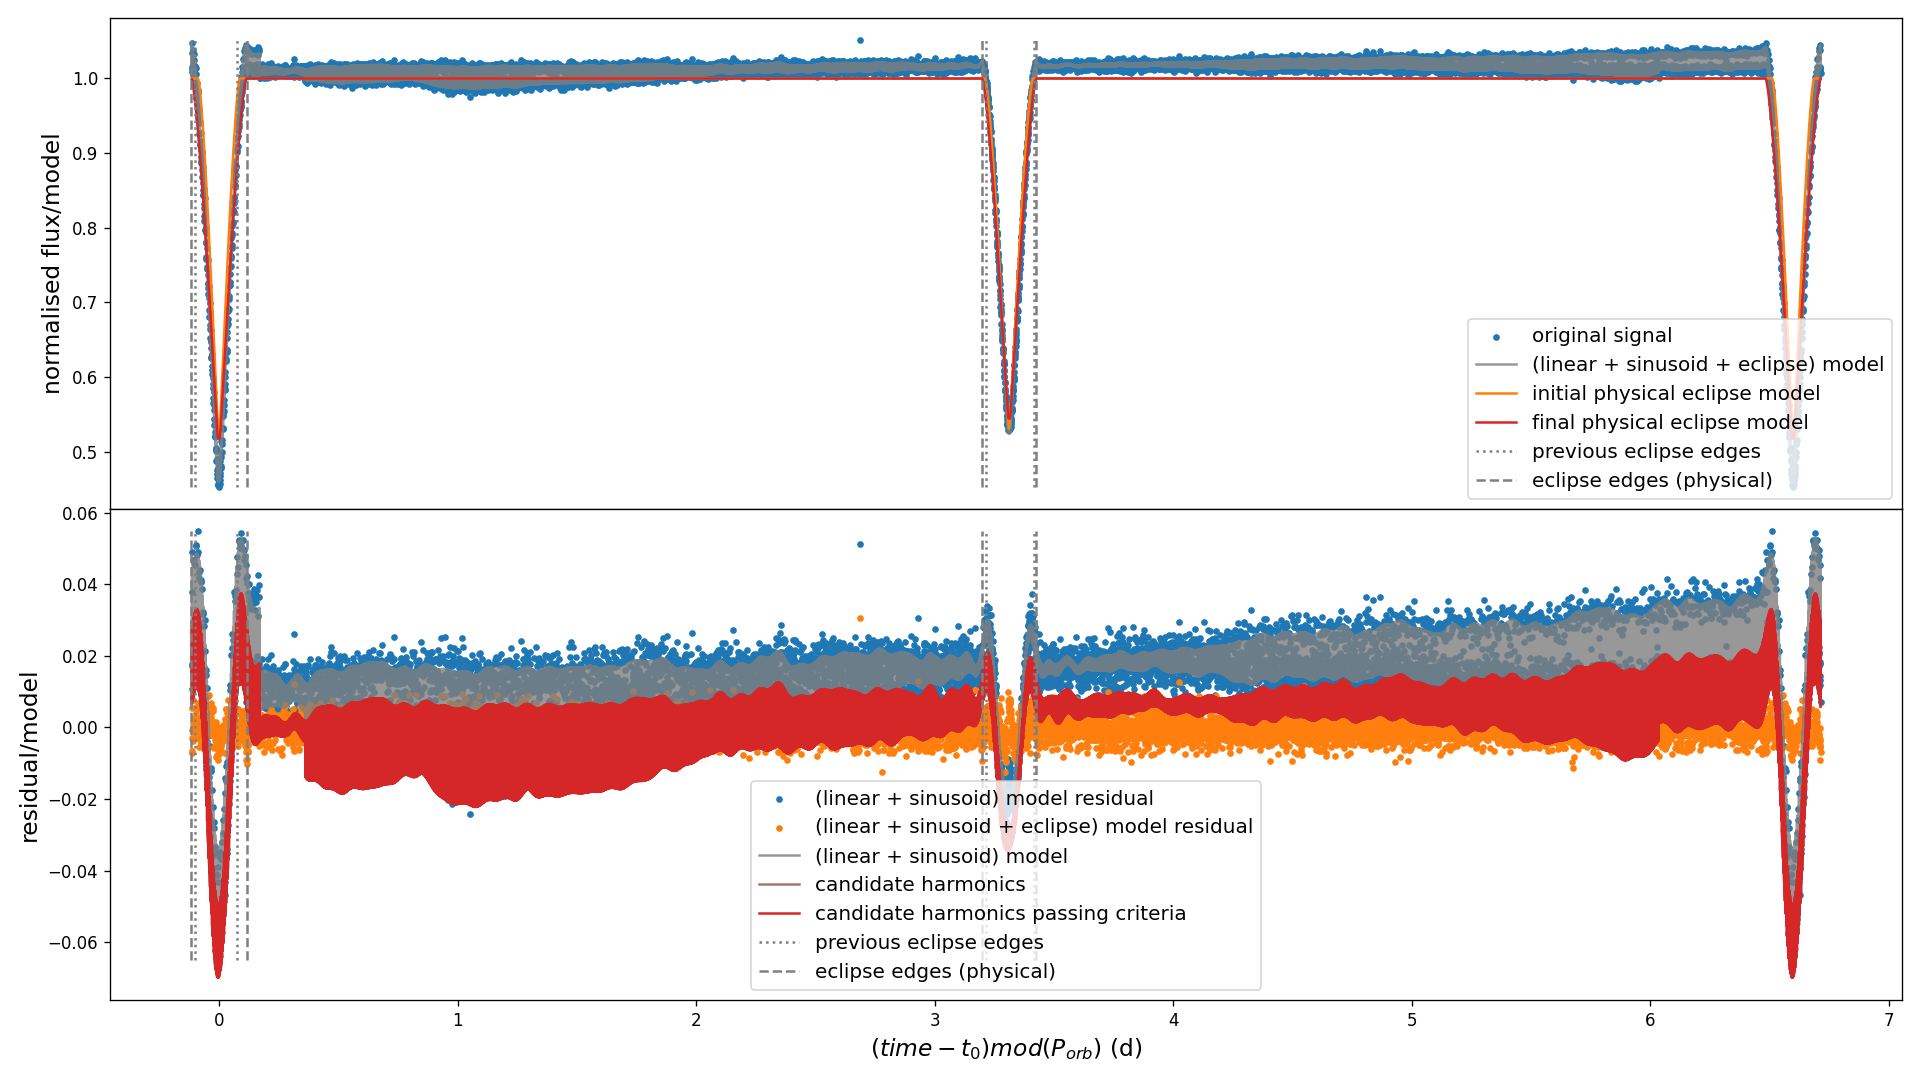 normalised flux/model
1.0
0.9
0.8
0.7
0.6
0.5
original signal
(linear + sinusoid + eclipse) model
initial physical eclipse model
final physical eclipse model
previous eclipse edges
eclipse edges (physical)
residual/model
0.06
0.04
0.02
0.00
−0.02
−0.04
−0.06
(linear + sinusoid) model residual
(linear + sinusoid + eclipse) model residual
(linear + sinusoid) model
candidate harmonics
candidate harmonics passing criteria
previous eclipse edges
eclipse edges (physical)
0 1 2 3 4 5 6 7
(time − t₀)mod(Pₒᵣb) (d)